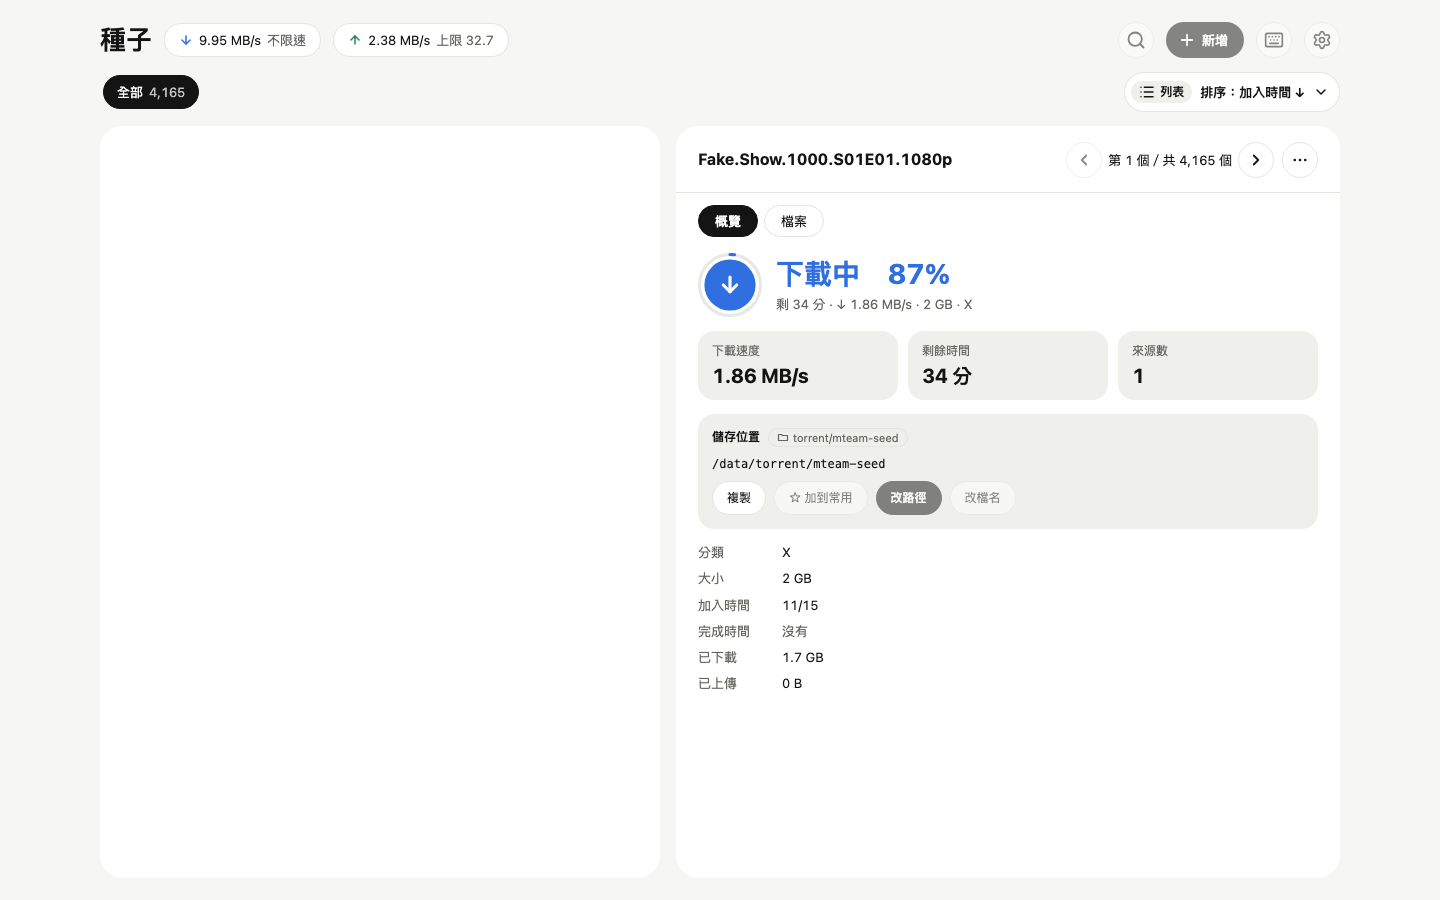 種子
↓ 9.95 MB/s 不限速
↑ 2.38 MB/s 上限 32.7
+ 新增
全部 4,165
列表 排序：加入時間 ↓
Fake.Show.1000.S01E01.1080p
第 1 個 / 共 4,165 個
概覽
檔案
下載中 87%
剩 34 分 · ↓ 1.86 MB/s · 2 GB · X
下載速度
1.86 MB/s
剩餘時間
34 分
來源數
1
儲存位置 torrent/mteam-seed
/data/torrent/mteam-seed
複製
☆ 加到常用
改路徑
改檔名
分類 X
大小 2 GB
加入時間 11/15
完成時間 沒有
已下載 1.7 GB
已上傳 0 B